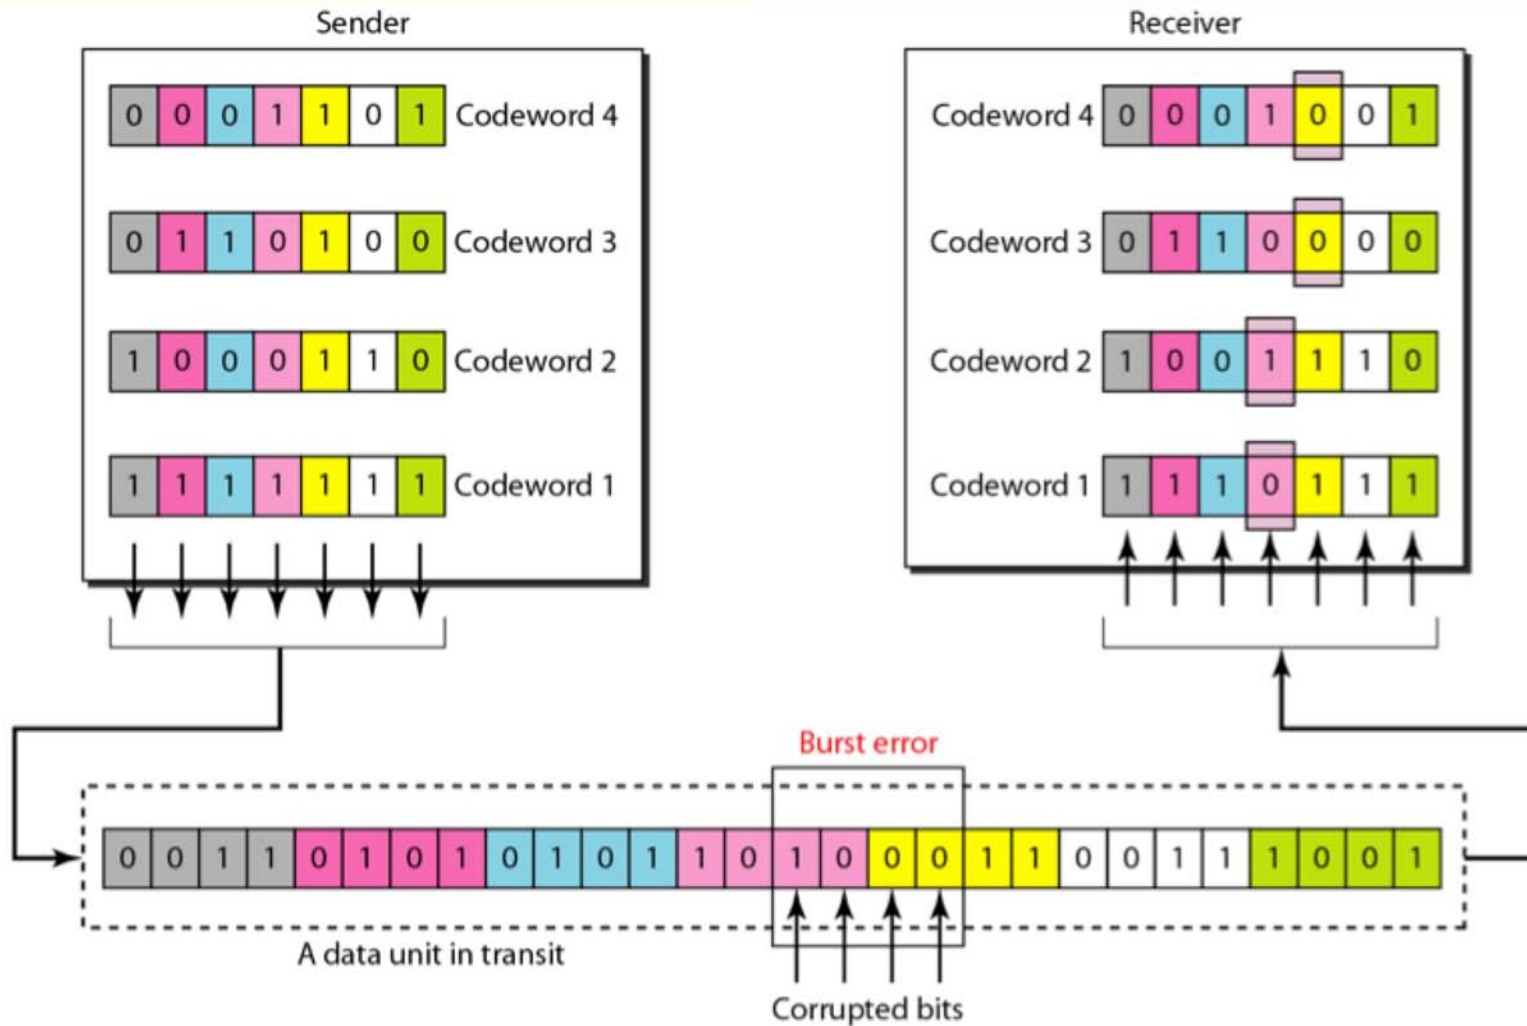 Sender
0 0 0 1 1 0 1 Codeword 4
0 1 1 0 1 0 0 Codeword 3
1 0 0 0 1 1 0 Codeword 2
1 1 1 1 1 1 1 Codeword 1
Receiver
Codeword 4 0 0 0 1 0 0 1
Codeword 3 0 1 1 0 0 0 0
Codeword 2 1 0 0 1 1 1 0
Codeword 1 1 1 1 0 1 1 1
Burst error
0 0 1 1 0 1 0 1 0 1 0 1 1 0 1 0 0 0 1 1 0 0 1 1 1 0 0 1
A data unit in transit
Corrupted bits